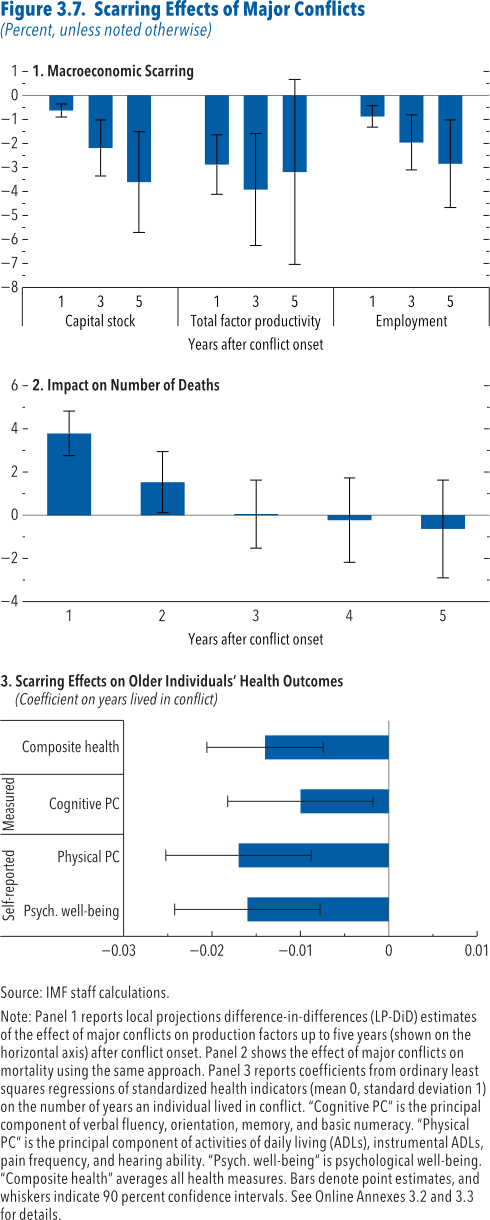 Figure 3.7.  Scarring Effects of Major Conflicts
(Percent, unless noted otherwise)
1. Macroeconomic Scarring
1
0
−1
−2
−3
−4
−5
−6
−7
−8
1 3 5 1 3 5 1 3 5
Capital stock Total factor productivity Employment
Years after conflict onset
2. Impact on Number of Deaths
6
4
2
0
−2
−4
1 2 3 4 5
Years after conflict onset
3. Scarring Effects on Older Individuals’ Health Outcomes
(Coefficient on years lived in conflict)
Composite health
Measured
Cognitive PC
Self-reported
Physical PC
Psych. well-being
−0.03 −0.02 −0.01 0 0.01
Source: IMF staff calculations.
Note: Panel 1 reports local projections difference-in-differences (LP-DiD) estimates
of the effect of major conflicts on production factors up to five years (shown on the
horizontal axis) after conflict onset. Panel 2 shows the effect of major conflicts on
mortality using the same approach. Panel 3 reports coefficients from ordinary least
squares regressions of standardized health indicators (mean 0, standard deviation 1)
on the number of years an individual lived in conflict. “Cognitive PC” is the principal
component of verbal fluency, orientation, memory, and basic numeracy. “Physical
PC” is the principal component of activities of daily living (ADLs), instrumental ADLs,
pain frequency, and hearing ability. “Psych. well-being” is psychological well-being.
“Composite health” averages all health measures. Bars denote point estimates, and
whiskers indicate 90 percent confidence intervals. See Online Annexes 3.2 and 3.3
for details.